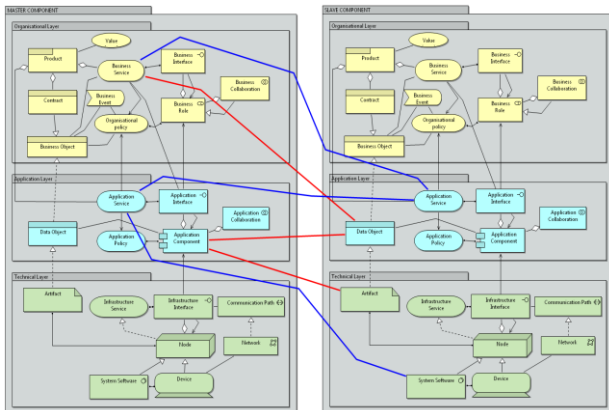 MASTER COMPONENT
Organisational Layer
Value
Product
Business
Service
Business
Interface
Business
Collaboration
Contract
Business
Event
Business
Role
Organisational
policy
Business Object
Application Layer
Application
Service
Application
Interface
Application
Collaboration
Data Object
Application
Policy
Application
Component
Technical Layer
Artifact
Infrastructure
Service
Infrastructure
Interface
Communication Path
Node
Network
System Software
Device
SLAVE COMPONENT
Organisational Layer
Value
Product
Business
Service
Business
Interface
Business
Collaboration
Contract
Business
Event
Business
Role
Organisational
policy
Business Object
Application Layer
Application
Service
Application
Interface
Application
Collaboration
Data Object
Application
Policy
Application
Component
Technical Layer
Artifact
Infrastructure
Service
Infrastructure
Interface
Communication Path
Node
Network
System Software
Device